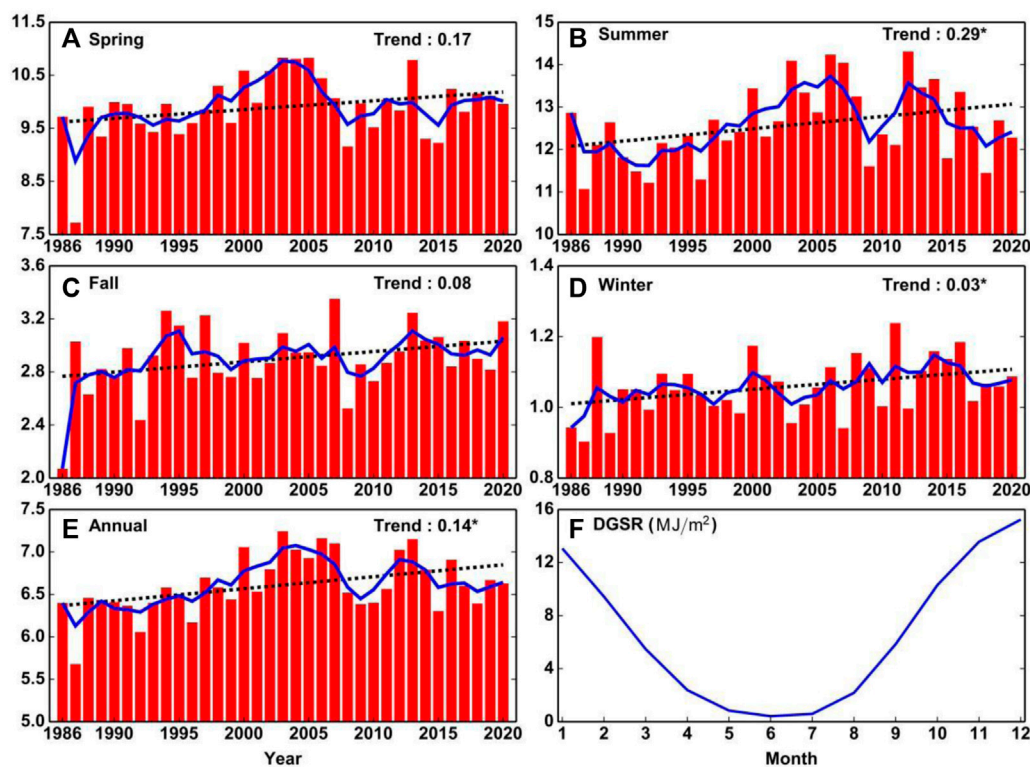 A Spring Trend : 0.17
11.5
10.5
9.5
8.5
7.5
1986 1990 1995 2000 2005 2010 2015 2020
B Summer Trend : 0.29*
15
14
13
12
11
10
1986 1990 1995 2000 2005 2010 2015 2020
C Fall Trend : 0.08
3.6
3.2
2.8
2.4
2.0
1986 1990 1995 2000 2005 2010 2015 2020
D Winter Trend : 0.03*
1.4
1.2
1.0
0.8
1986 1990 1995 2000 2005 2010 2015 2020
E Annual Trend : 0.14*
7.5
7.0
6.5
6.0
5.5
5.0
1986 1990 1995 2000 2005 2010 2015 2020
Year
F DGSR (MJ/m²)
16
12
8
4
0
1 2 3 4 5 6 7 8 9 10 11 12
Month